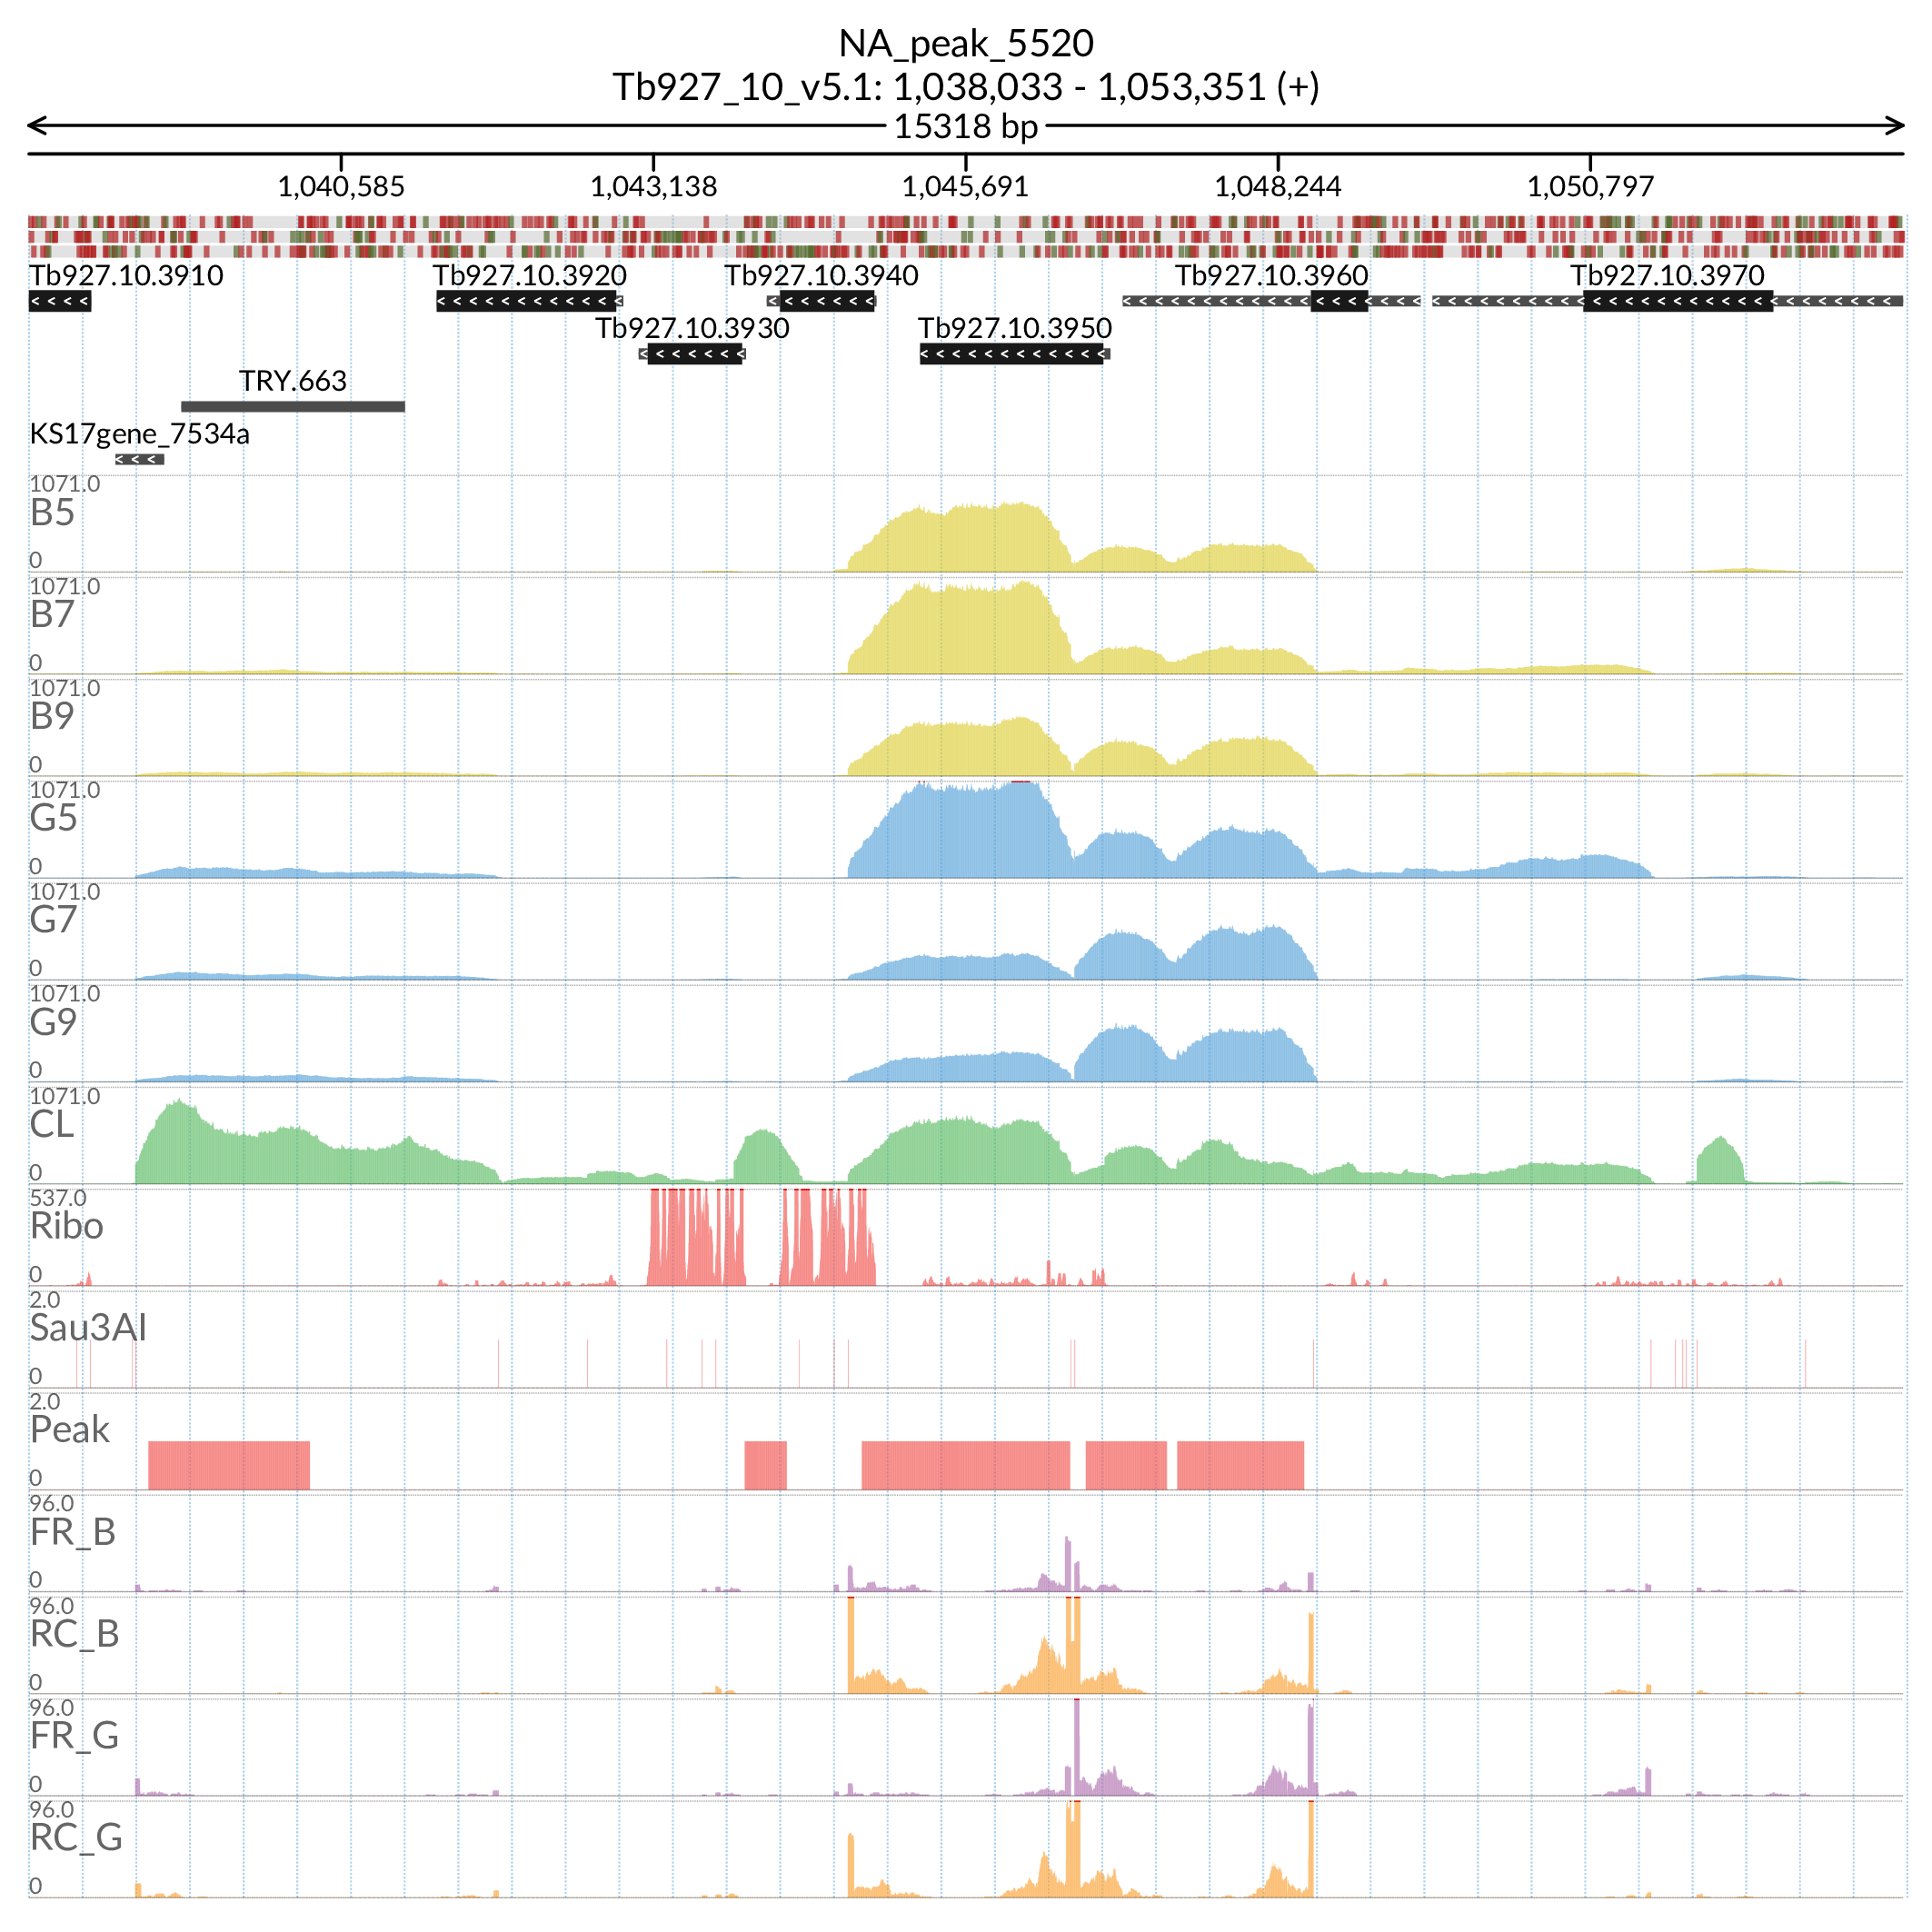 NA_peak_5520
Tb927_10_v5.1: 1,038,033 - 1,053,351 (+)
15318 bp
1,040,585 1,043,138 1,045,691 1,048,244 1,050,797
Tb927.10.3910 Tb927.10.3920 Tb927.10.3940 Tb927.10.3960 Tb927.10.3970
Tb927.10.3930 Tb927.10.3950
TRY.663
KS17gene_7534a
1071.0
B5
0
1071.0
B7
0
1071.0
B9
0
1071.0
G5
0
1071.0
G7
0
1071.0
G9
0
1071.0
CL
0
537.0
Ribo
0
2.0
Sau3AI
0
2.0
Peak
0
96.0
FR_B
0
96.0
RC_B
0
96.0
FR_G
0
96.0
RC_G
0